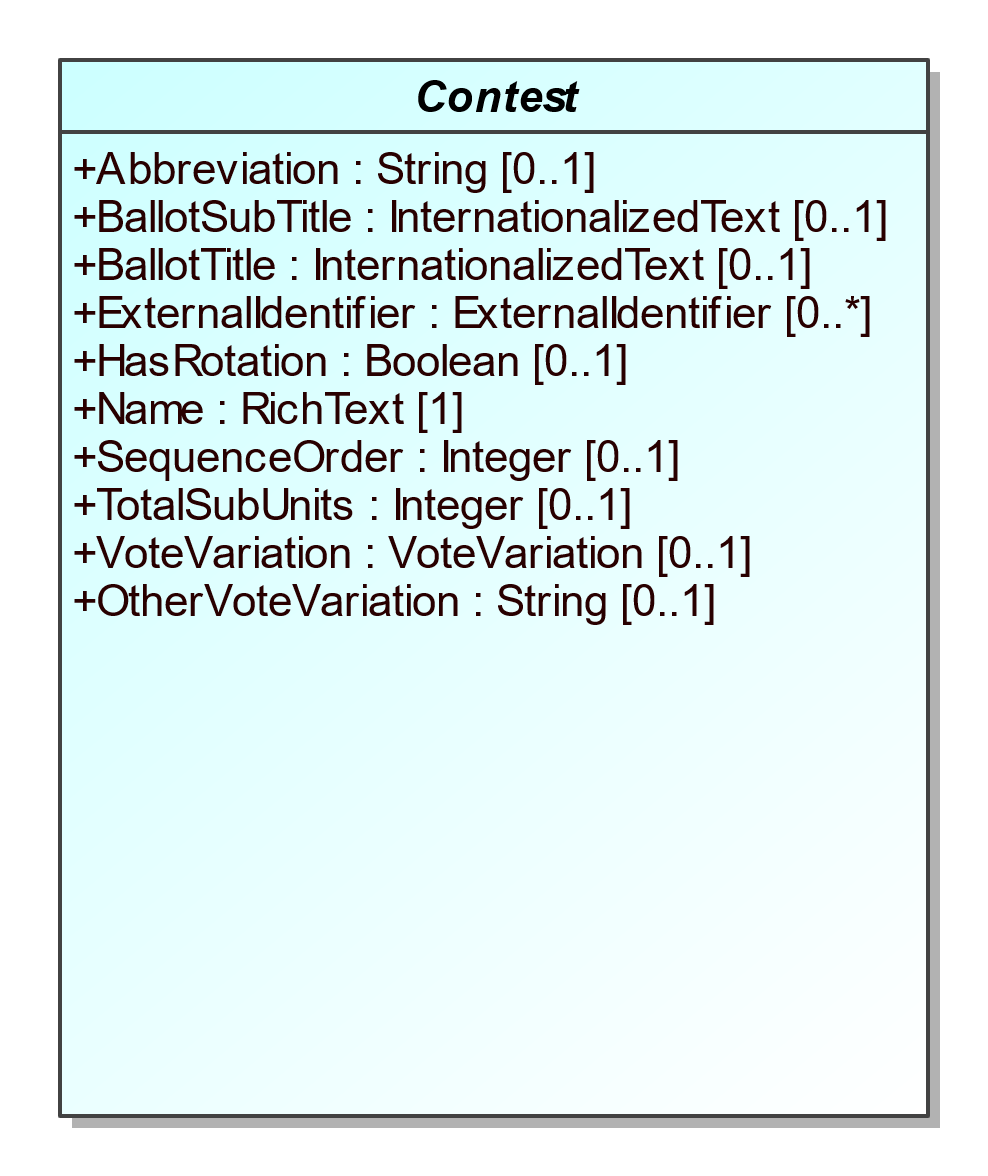 Contest
+Abbreviation : String [0..1]
+BallotSubTitle : InternationalizedText [0..1]
+BallotTitle : InternationalizedText [0..1]
+ExternalIdentifier : ExternalIdentifier [0..*]
+HasRotation : Boolean [0..1]
+Name : RichText [1]
+SequenceOrder : Integer [0..1]
+TotalSubUnits : Integer [0..1]
+VoteVariation : VoteVariation [0..1]
+OtherVoteVariation : String [0..1]